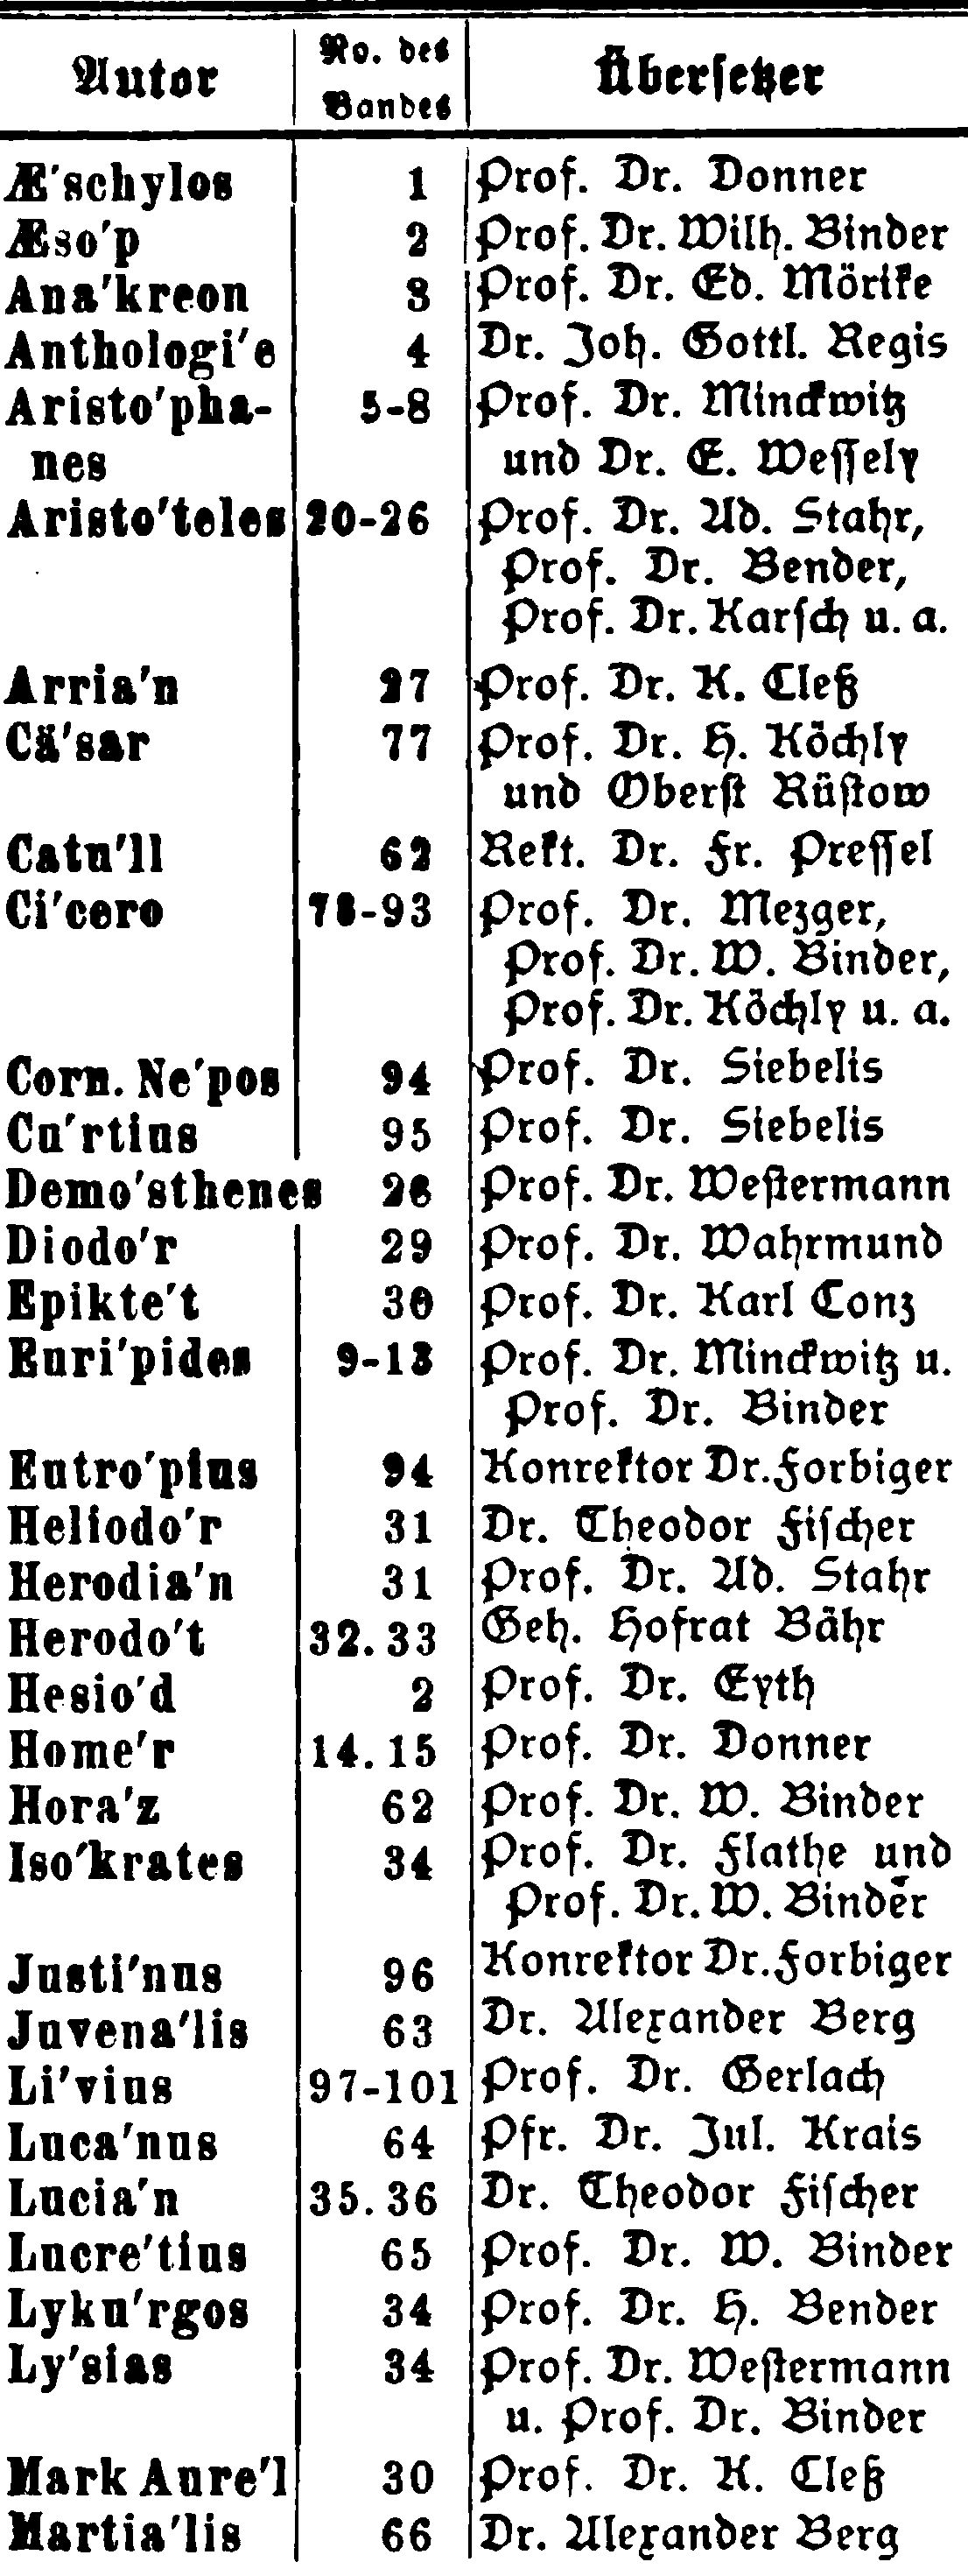 Autor No. des Bandes Übersetzer
Æ'schylos 1 Prof. Dr. Donner
Æso'p 2 Prof. Dr. Wilh. Binder
Ana'kreon 3 Prof. Dr. Ed. Mörike
Anthologi'e 4 Dr. Joh. Gottl. Regis
Aristo'pha- 5-8 Prof. Dr. Minckwitz
nes und Dr. E. Wessely
Aristo'teles 20-26 Prof. Dr. Ad. Stahr,
Prof. Dr. Bender,
Prof. Dr. Karsch u. a.
Arria'n 27 Prof. Dr. K. Cleß
Cä'sar 77 Prof. Dr. H. Köchly
und Oberst Rüstow
Catu'll 62 Rekt. Dr. Fr. Pressel
Ci'cero 78-93 Prof. Dr. Mezger,
Prof. Dr. W. Binder,
Prof. Dr. Köchly u. a.
Corn. Ne'pos 94 Prof. Dr. Siebelis
Cu'rtius 95 Prof. Dr. Siebelis
Demo'sthenes 28 Prof. Dr. Westermann
Diodo'r 29 Prof. Dr. Wahrmund
Epikte't 30 Prof. Dr. Karl Conz
Euri'pides 9-13 Prof. Dr. Minckwitz u.
Prof. Dr. Binder
Eutro'pius 94 Konrektor Dr. Forbiger
Heliodo'r 31 Dr. Theodor Fischer
Herodia'n 31 Prof. Dr. Ad. Stahr
Herodo't 32. 33 Geh. Hofrat Bähr
Hesio'd 2 Prof. Dr. Eyth
Home'r 14. 15 Prof. Dr. Donner
Hora'z 62 Prof. Dr. W. Binder
Iso'krates 34 Prof. Dr. Flathe und
Prof. Dr. W. Binder
Justi'nus 96 Konrektor Dr. Forbiger
Juvena'lis 63 Dr. Alexander Berg
Li'vius 97-101 Prof. Dr. Gerlach
Luca'nus 64 Pfr. Dr. Jul. Krais
Lucia'n 35. 36 Dr. Theodor Fischer
Lucre'tius 65 Prof. Dr. W. Binder
Lyku'rgos 34 Prof. Dr. H. Bender
Ly'sias 34 Prof. Dr. Westermann
u. Prof. Dr. Binder
Mark Aure'l 30 Prof. Dr. K. Cleß
Martia'lis 66 Dr. Alexander Berg